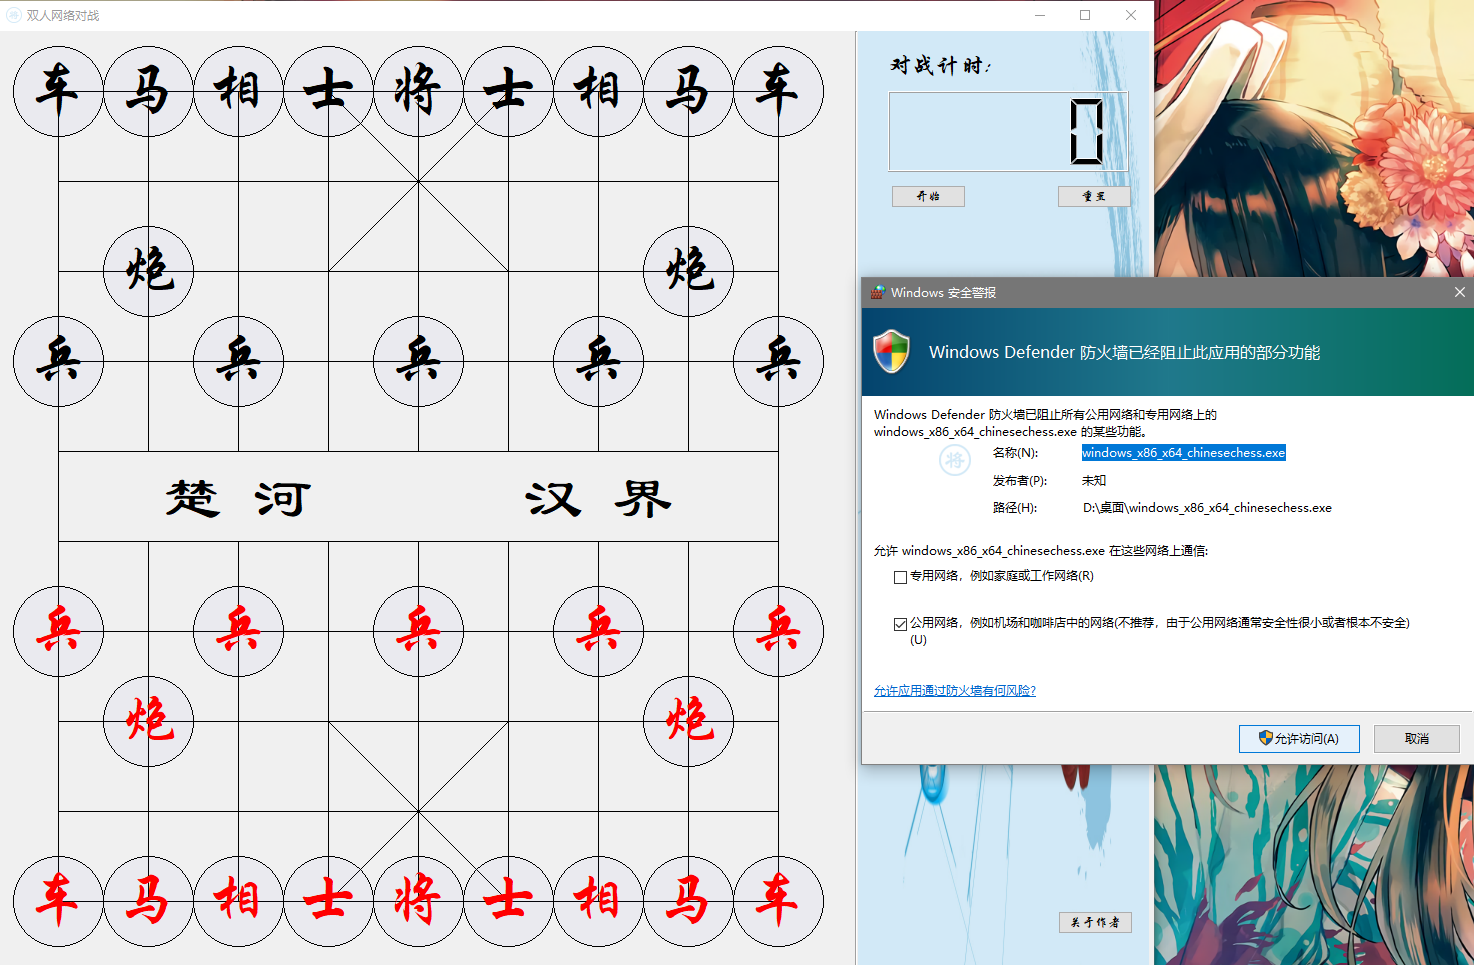 双人网络对战
车 马 相 士 将 士 相 马 车
炮 炮
兵 兵 兵 兵 兵
楚 河 汉 界
兵 兵 兵 兵 兵
炮 炮
车 马 相 士 将 士 相 马 车
对战计时:
0
开始 重置
Windows 安全警报
Windows Defender 防火墙已经阻止此应用的部分功能
Windows Defender 防火墙已阻止所有公用网络和专用网络上的
windows_x86_x64_chinesechess.exe 的某些功能。
将
名称(N): windows_x86_x64_chinesechess.exe
发布者(P): 未知
路径(H): D:\桌面\windows_x86_x64_chinesechess.exe
允许 windows_x86_x64_chinesechess.exe 在这些网络上通信:
专用网络，例如家庭或工作网络(R)
公用网络，例如机场和咖啡店中的网络(不推荐，由于公用网络通常安全性很小或者根本不安全)
(U)
允许应用通过防火墙有何风险?
允许访问(A) 取消
关于作者